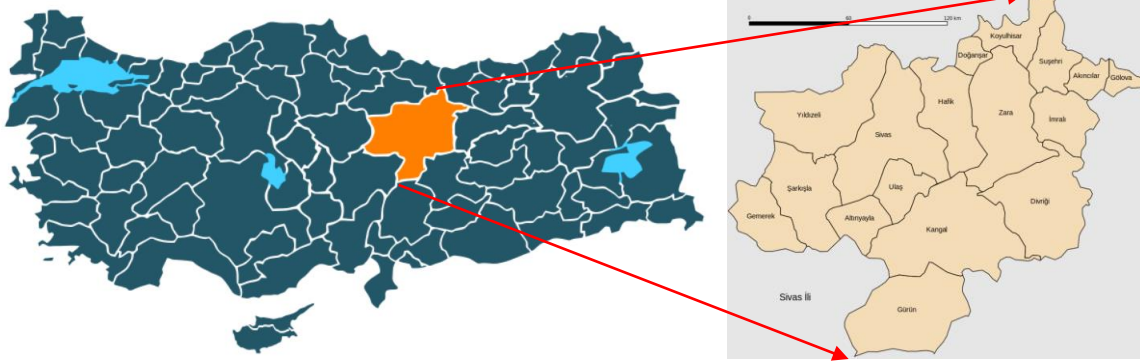 0 60 120 km
Koyulhisar
Doğanşar
Suşehri
Akıncılar
Gölova
Hafik
Zara
İmralı
Yıldızeli
Sivas
Şarkışla
Ulaş
Divriği
Gemerek
Altınyayla
Kangal
Sivas İli
Gürün